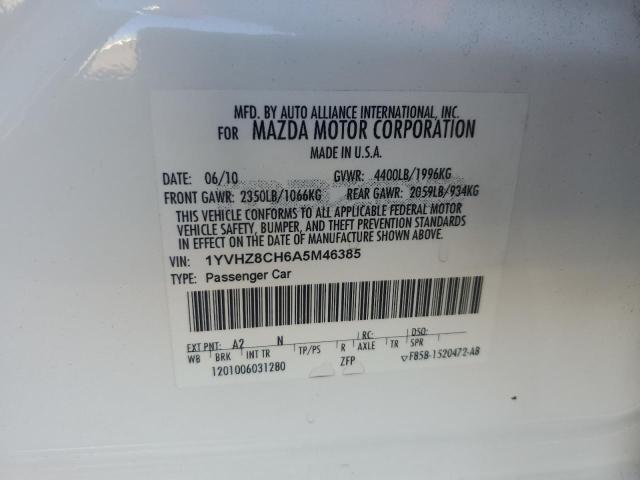 MFD. BY AUTO ALLIANCE INTERNATIONAL, INC.
FOR MAZDA MOTOR CORPORATION
MADE IN U.S.A.
DATE: 06/10 GVWR: 4400LB/1996KG
FRONT GAWR: 2350LB/1066KG REAR GAWR: 2059LB/934KG
THIS VEHICLE CONFORMS TO ALL APPLICABLE FEDERAL MOTOR
VEHICLE SAFETY, BUMPER, AND THEFT PREVENTION STANDARDS
IN EFFECT ON THE DATE OF MANUFACTURE SHOWN ABOVE.
VIN: 1YVHZ8CH6A5M46385
TYPE: Passenger Car
EXT PNT: A2 N RC: DSO:
WB BRK INT TR TP/PS R AXLE TR SPR
1201006031280 ZFP F85B-1520472-AB